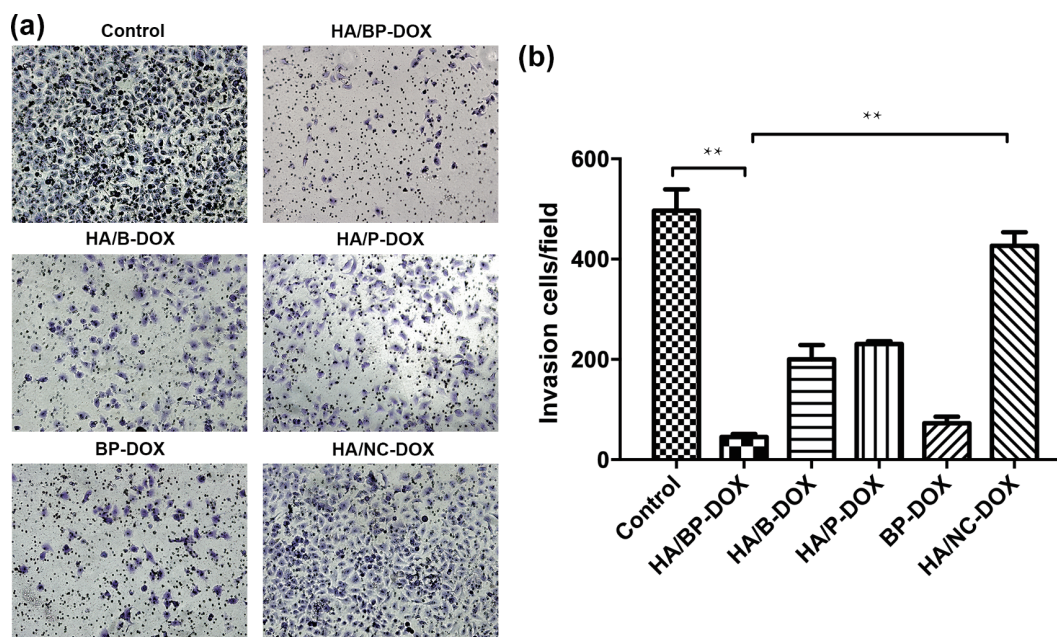 (a)
Control
HA/BP-DOX
HA/B-DOX
HA/P-DOX
BP-DOX
HA/NC-DOX
(b)
Invasion cells/field
600
400
200
0
**
**
Control
HA/BP-DOX
HA/B-DOX
HA/P-DOX
BP-DOX
HA/NC-DOX